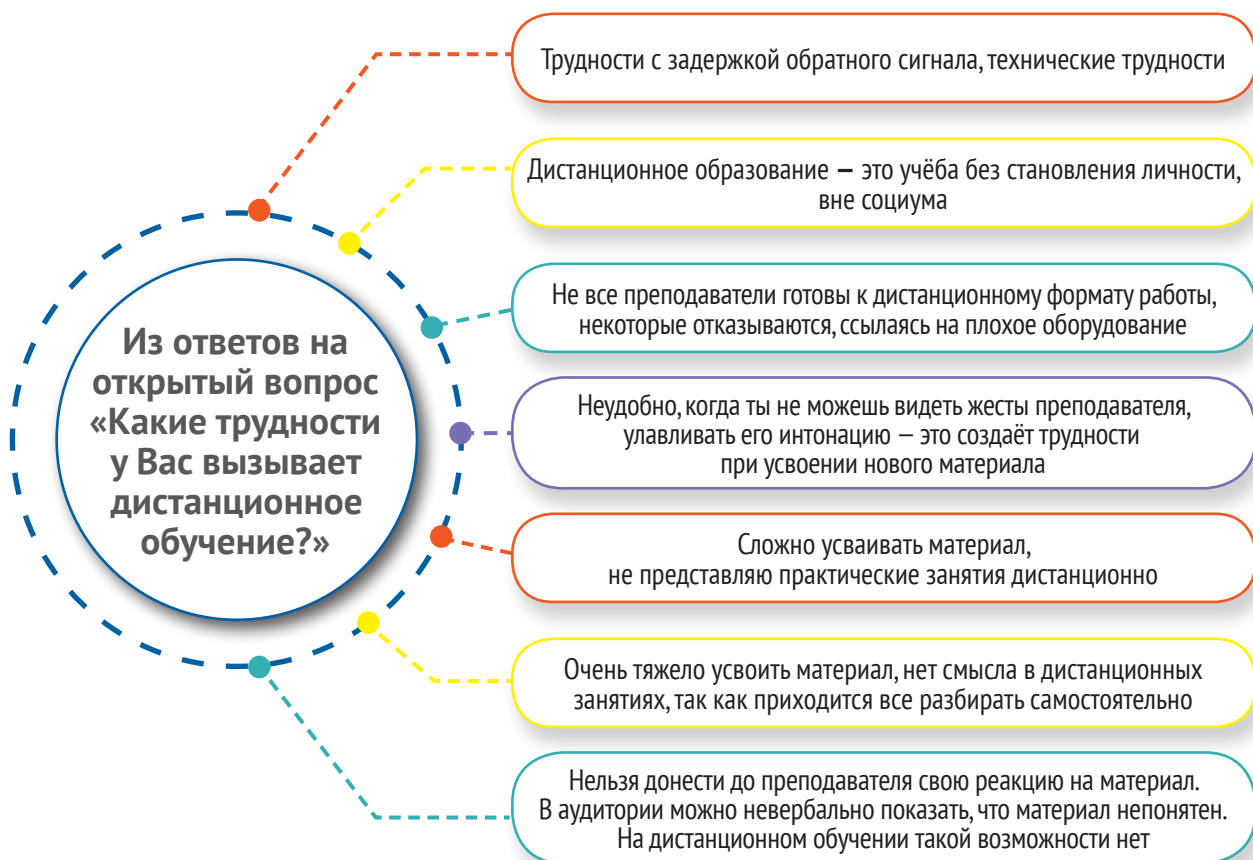 Трудности с задержкой обратного сигнала, технические трудности
Дистанционное образование — это учёба без становления личности,
вне социума
Не все преподаватели готовы к дистанционному формату работы,
некоторые отказываются, ссылаясь на плохое оборудование
Из ответов на
открытый вопрос
«Какие трудности
у Вас вызывает
дистанционное
обучение?»
Неудобно, когда ты не можешь видеть жесты преподавателя,
улавливать его интонацию — это создаёт трудности
при усвоении нового материала
Сложно усваивать материал,
не представляю практические занятия дистанционно
Очень тяжело усвоить материал, нет смысла в дистанционных
занятиях, так как приходится все разбирать самостоятельно
Нельзя донести до преподавателя свою реакцию на материал.
В аудитории можно невербально показать, что материал непонятен.
На дистанционном обучении такой возможности нет